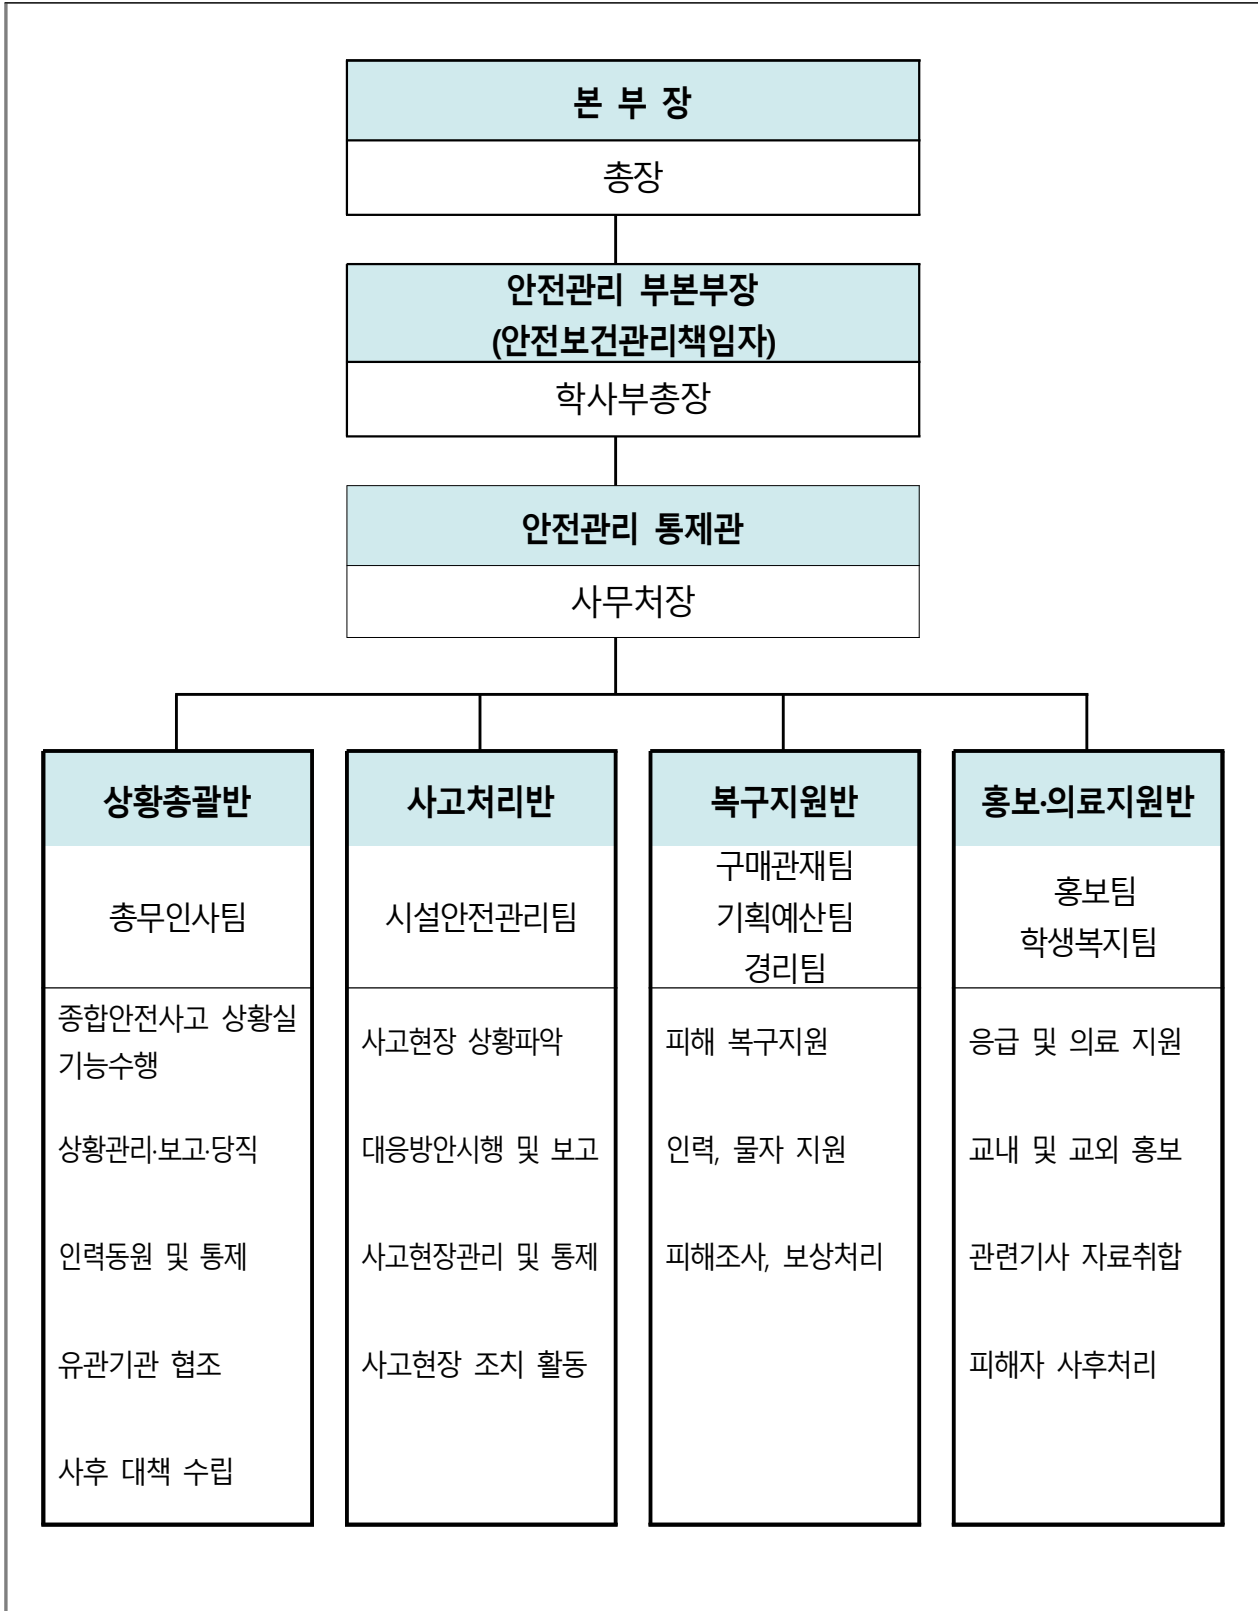 본 부 장
총장
안전관리 부본부장
(안전보건관리책임자)
학사부총장
안전관리 통제관
사무처장
상황총괄반
총무인사팀
종합안전사고 상황실
기능수행
상황관리·보고·당직
인력동원 및 통제
유관기관 협조
사후 대책 수립
사고처리반
시설안전관리팀
사고현장 상황파악
대응방안시행 및 보고
사고현장관리 및 통제
사고현장 조치 활동
복구지원반
구매관재팀
기획예산팀
경리팀
피해 복구지원
인력, 물자 지원
피해조사, 보상처리
홍보·의료지원반
홍보팀
학생복지팀
응급 및 의료 지원
교내 및 교외 홍보
관련기사 자료취합
피해자 사후처리